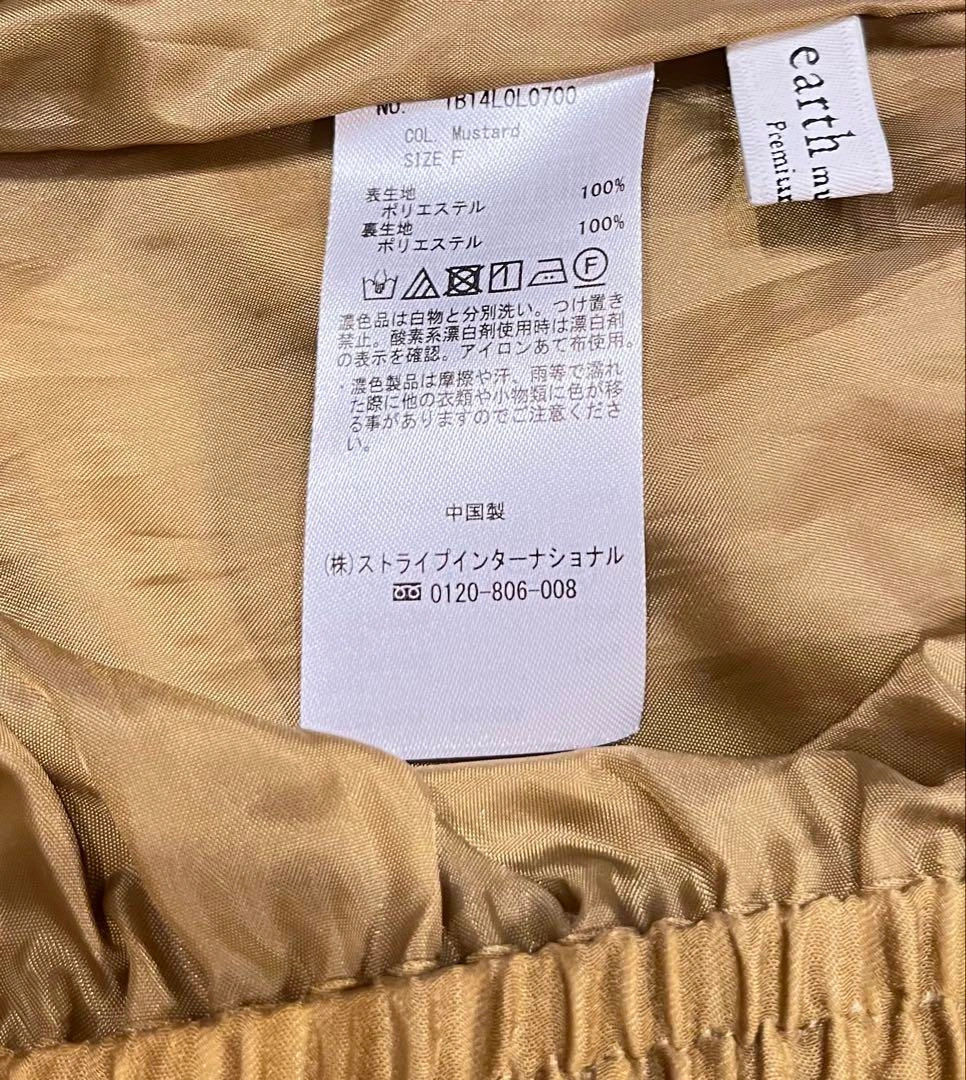 NO. TB14L0L0700
COL. Mustard
SIZE F
表生地
ポリエステル 100%
裏生地
ポリエステル 100%
F
濃色品は白物と分別洗い。つけ置き
禁止。酸素系漂白剤使用時は漂白剤
の表示を確認。アイロンあて布使用。
・濃色製品は摩擦や汗、雨等で濡れ
た際に他の衣類や小物類に色が移
る事がありますのでご注意くださ
い。
中国製
(株)ストライプインターナショナル
0120-806-008
earth mu
Premium